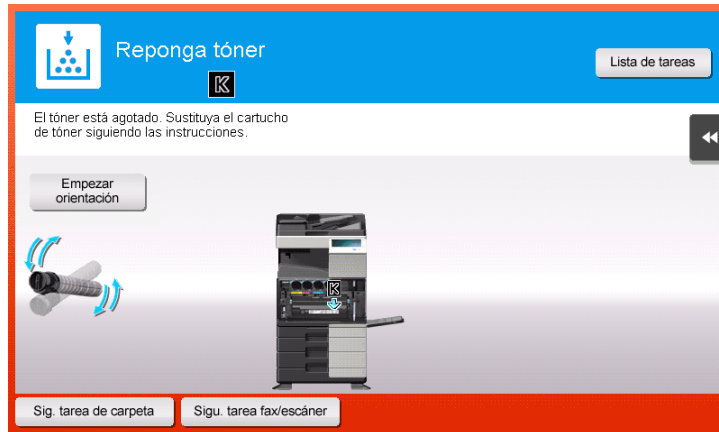 Reponga tóner
K
Lista de tareas
El tóner está agotado. Sustituya el cartucho
de tóner siguiendo las instrucciones.
Empezar
orientación
K
Sig. tarea de carpeta
Sigu. tarea fax/escáner